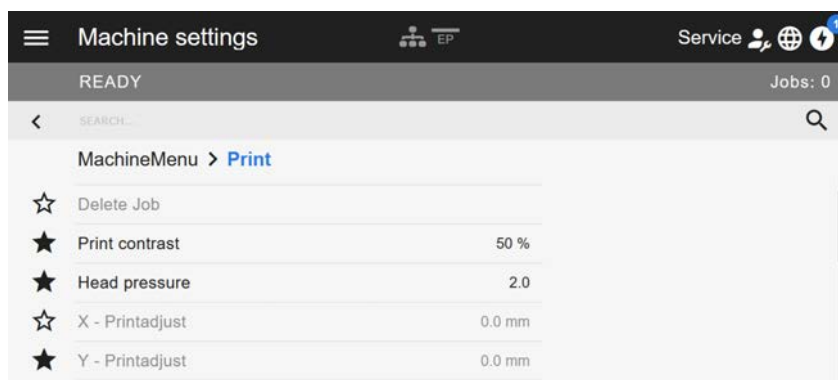 Machine settings EP Service 1
READY Jobs: 0
SEARCH...
MachineMenu > Print
Delete Job
Print contrast 50 %
Head pressure 2.0
X - Printadjust 0.0 mm
Y - Printadjust 0.0 mm